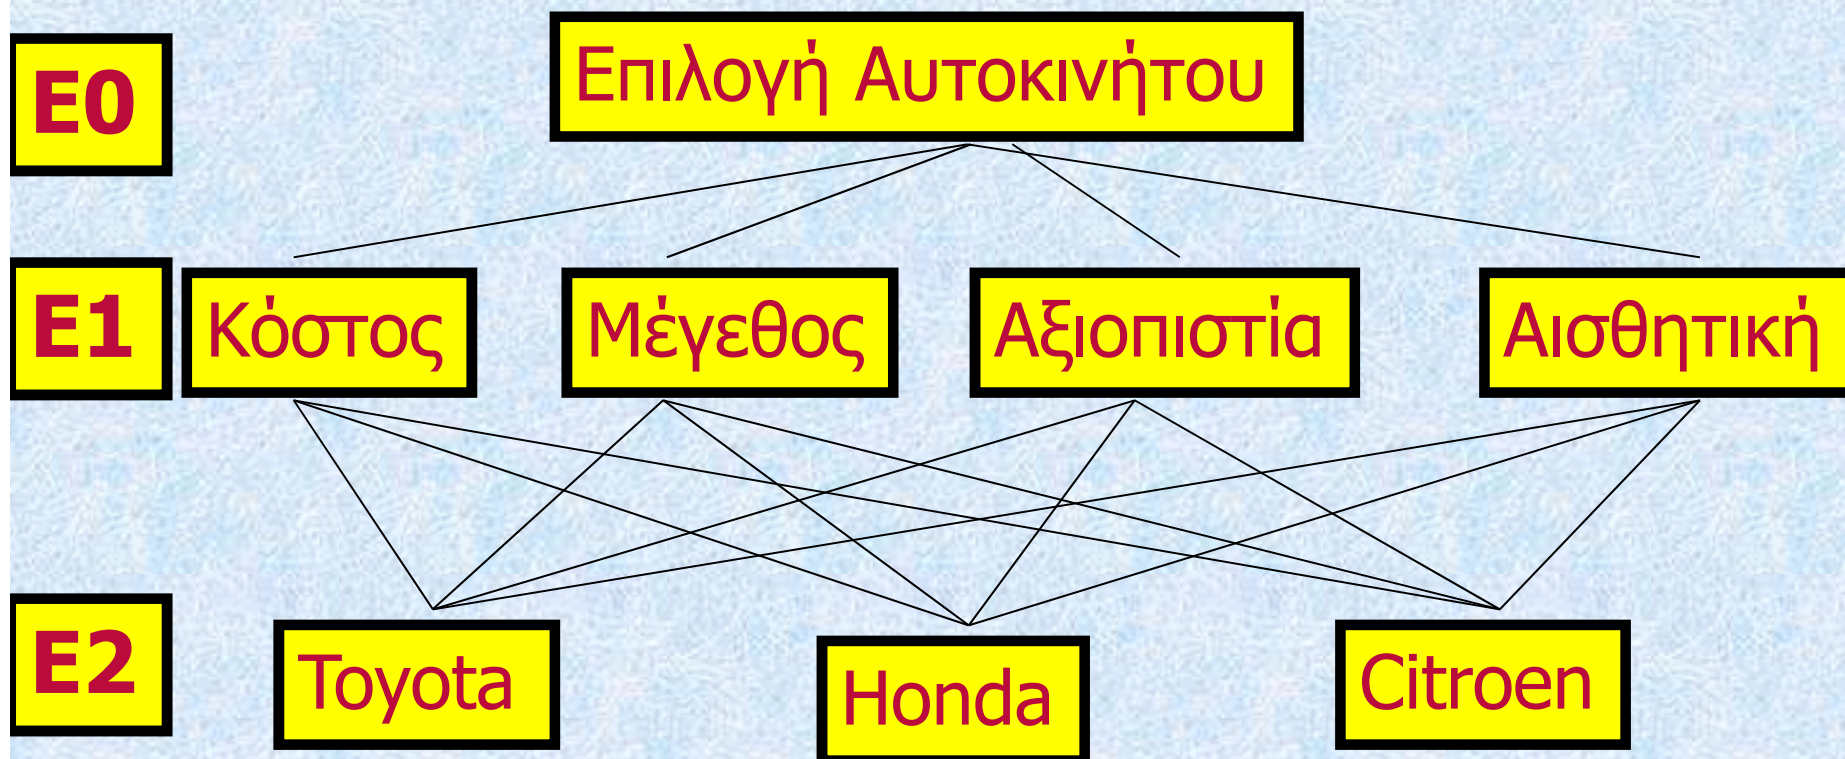 E0
Επιλογή Αυτοκινήτου
E1
Κόστος
Μέγεθος
Αξιοπιστία
Αισθητική
E2
Toyota
Honda
Citroen